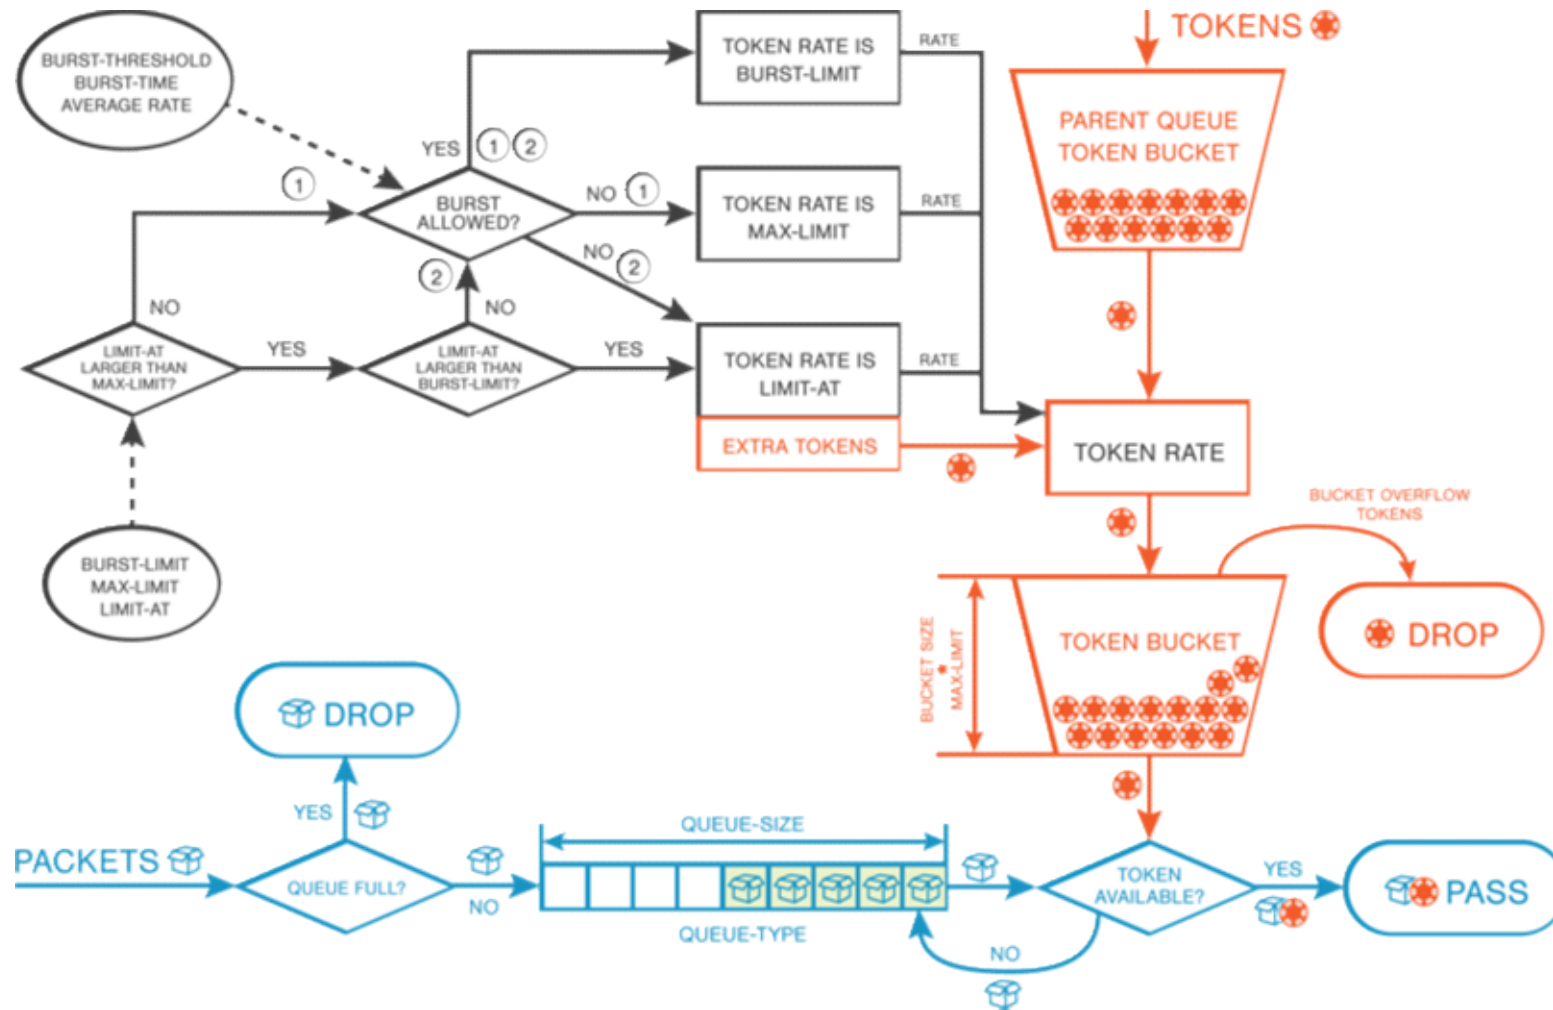 BURST-THRESHOLD
BURST-TIME
AVERAGE RATE
TOKEN RATE IS
BURST-LIMIT
RATE
TOKENS
PARENT QUEUE
TOKEN BUCKET
YES
1
2
1
BURST
ALLOWED?
NO
1
TOKEN RATE IS
MAX-LIMIT
RATE
NO
2
2
NO
NO
LIMIT-AT
LARGER THAN
MAX-LIMIT?
YES
LIMIT-AT
LARGER THAN
BURST-LIMIT?
YES
TOKEN RATE IS
LIMIT-AT
RATE
EXTRA TOKENS
TOKEN RATE
BURST-LIMIT
MAX-LIMIT
LIMIT-AT
BUCKET OVERFLOW
TOKENS
BUCKET SIZE
*
MAX-LIMIT
TOKEN BUCKET
DROP
DROP
YES
PACKETS
QUEUE FULL?
NO
QUEUE-SIZE
QUEUE-TYPE
TOKEN
AVAILABLE?
YES
PASS
NO